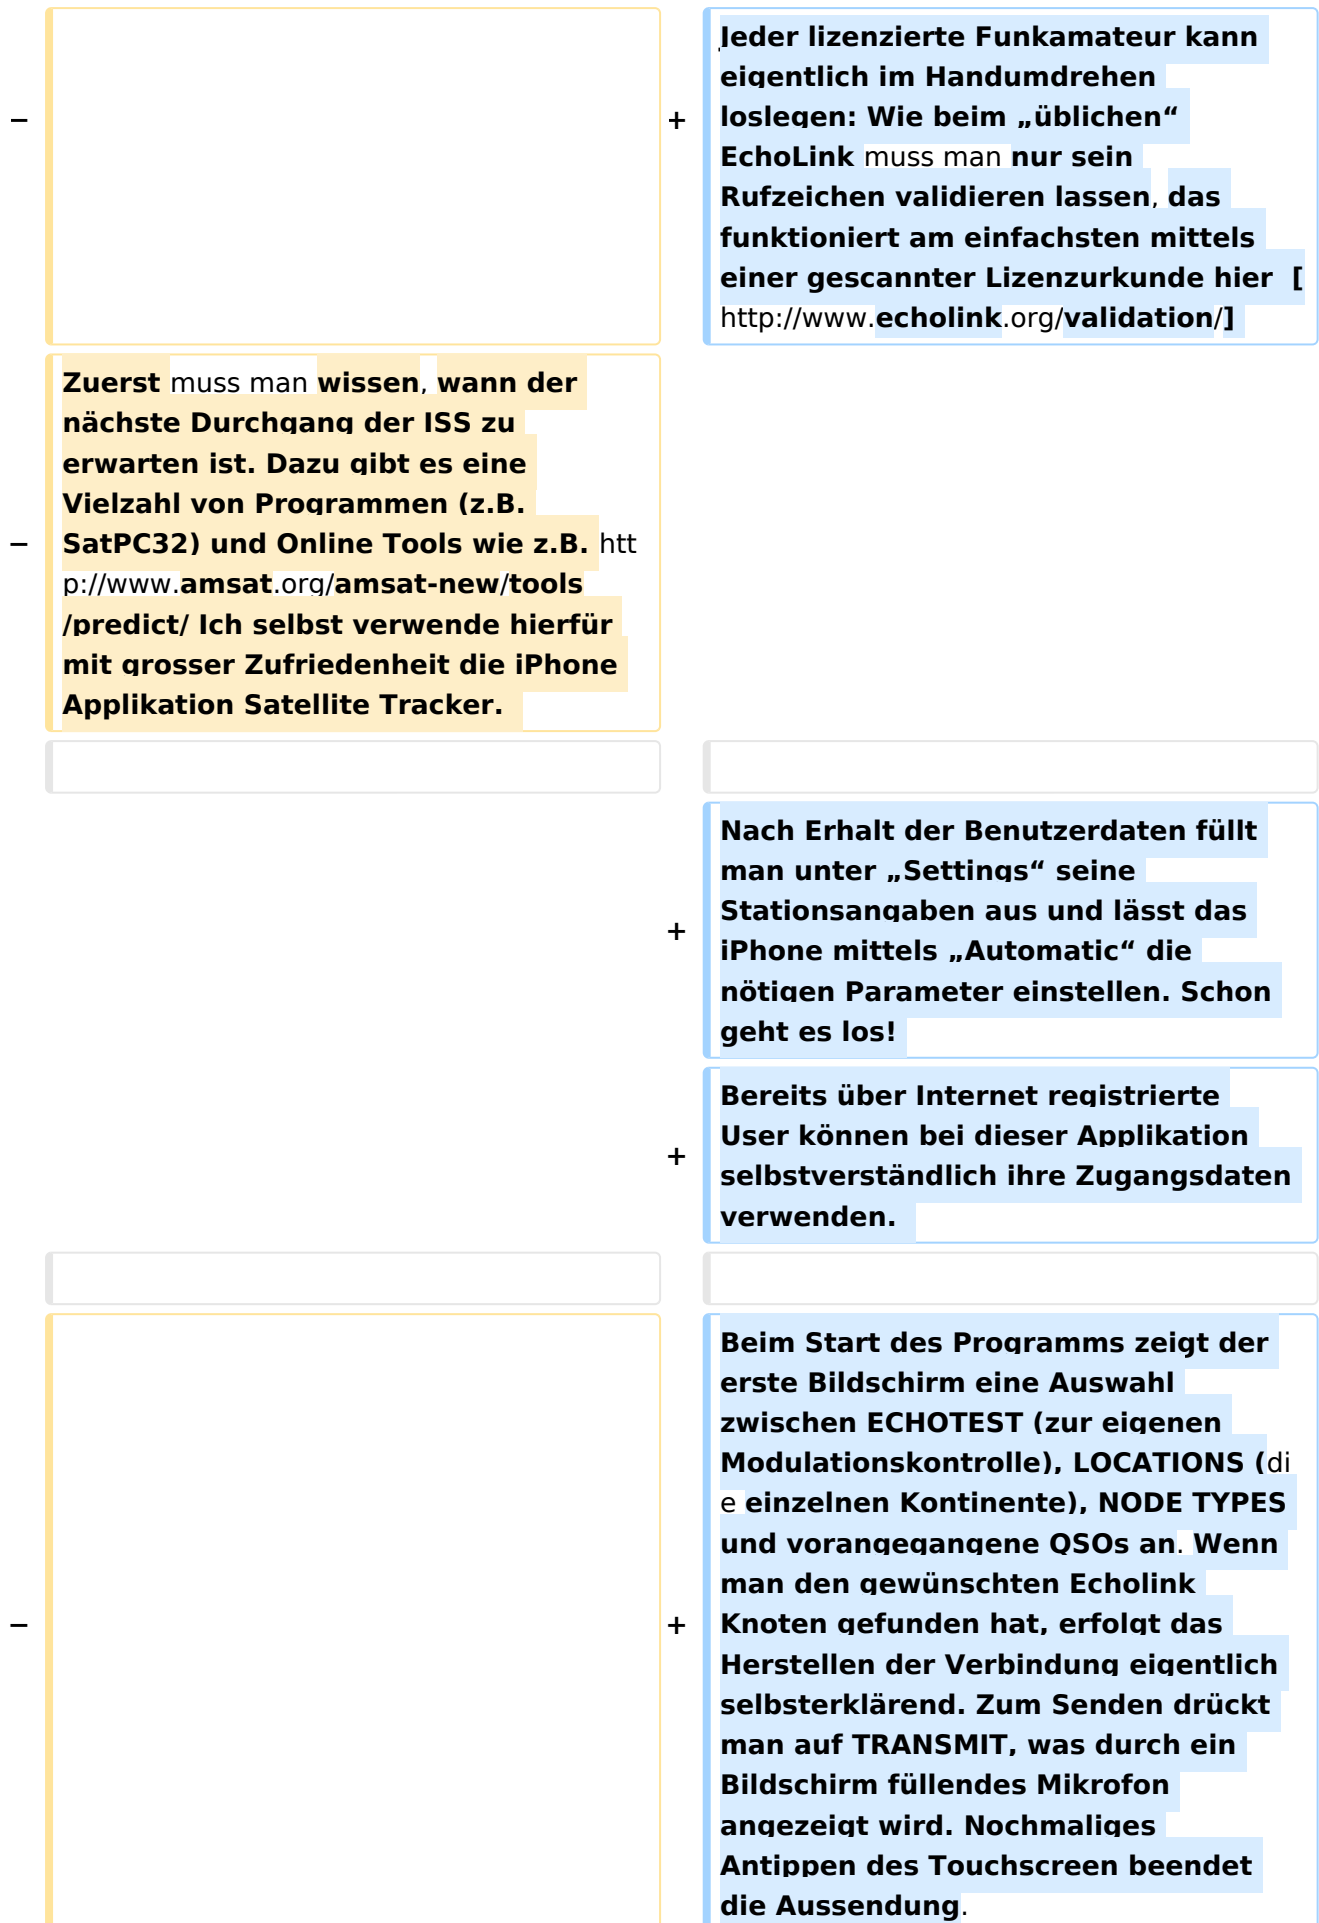 −
+
Jeder lizenzierte Funkamateur kann
eigentlich im Handumdrehen
loslegen: Wie beim „üblichen“
EchoLink muss man nur sein
Rufzeichen validieren lassen, das
funktioniert am einfachsten mittels
einer gescannter Lizenzurkunde hier [
http://www.echolink.org/validation/]
−
Zuerst muss man wissen, wann der
nächste Durchgang der ISS zu
erwarten ist. Dazu gibt es eine
Vielzahl von Programmen (z.B.
SatPC32) und Online Tools wie z.B. htt
p://www.amsat.org/amsat-new/tools
/predict/ Ich selbst verwende hierfür
mit grosser Zufriedenheit die iPhone
Applikation Satellite Tracker.
+
Nach Erhalt der Benutzerdaten füllt
man unter „Settings“ seine
Stationsangaben aus und lässt das
iPhone mittels „Automatic“ die
nötigen Parameter einstellen. Schon
geht es los!
+
Bereits über Internet registrierte
User können bei dieser Applikation
selbstverständlich ihre Zugangsdaten
verwenden.
−
+
Beim Start des Programms zeigt der
erste Bildschirm eine Auswahl
zwischen ECHOTEST (zur eigenen
Modulationskontrolle), LOCATIONS (di
e einzelnen Kontinente), NODE TYPES
und vorangegangene QSOs an. Wenn
man den gewünschten Echolink
Knoten gefunden hat, erfolgt das
Herstellen der Verbindung eigentlich
selbsterklärend. Zum Senden drückt
man auf TRANSMIT, was durch ein
Bildschirm füllendes Mikrofon
angezeigt wird. Nochmaliges
Antippen des Touchscreen beendet
die Aussendung.